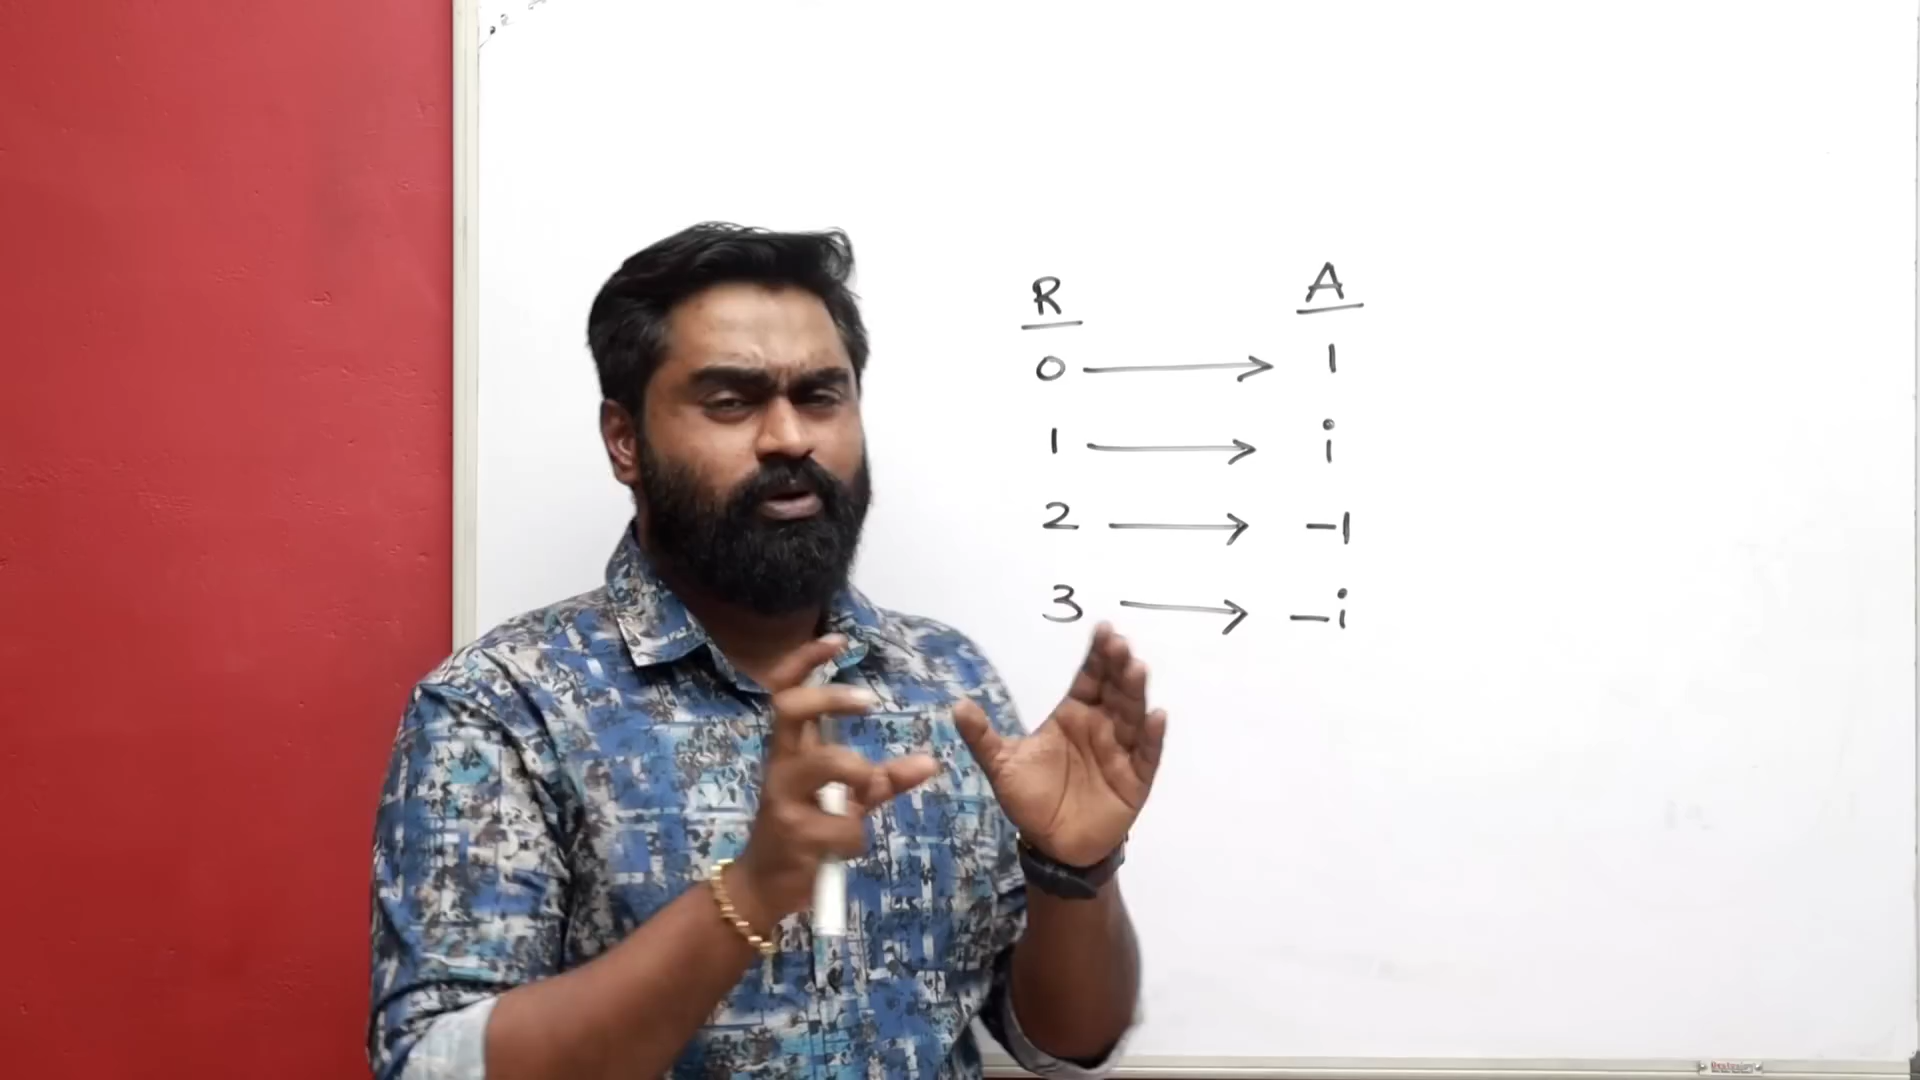 R A
0 → 1
1 → i
2 → -1
3 → -i